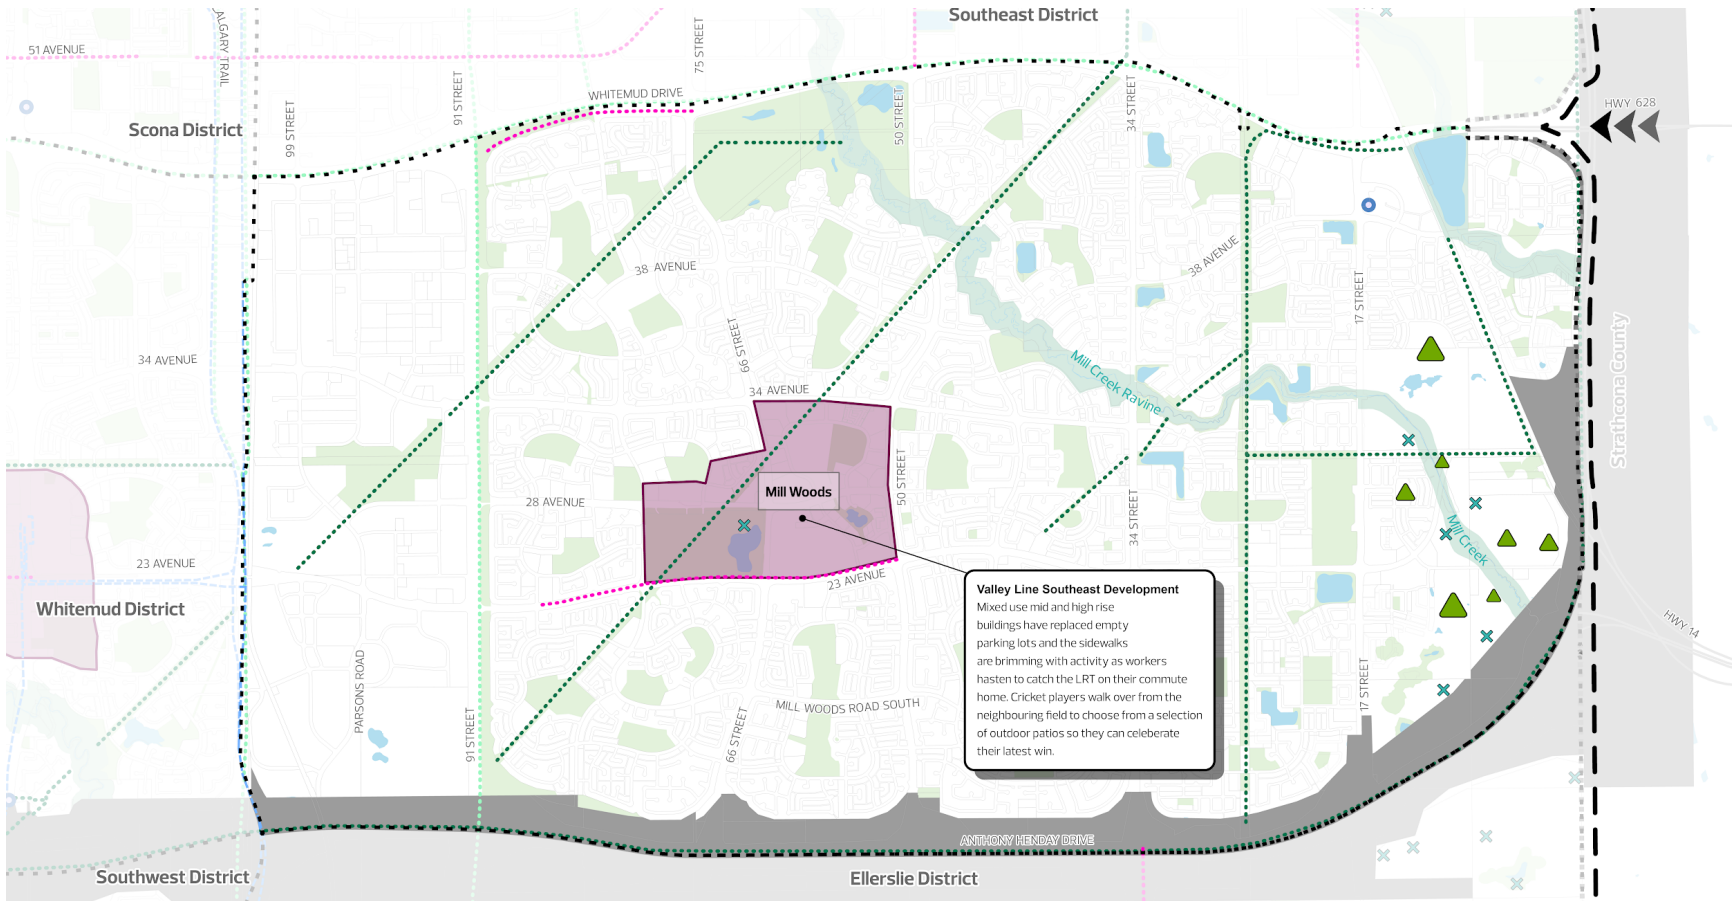 Southeast District
51 AVENUE
ALGARY TRAIL
75 STREET
WHITEMUD DRIVE
91 STREET
99 STREET
Scona District
50 STREET
34 STREET
HWY 628
38 AVENUE
38 AVENUE
17 STREET
66 STREET
34 AVENUE
34 AVENUE
Mill Creek Ravine
Strathcona County
Mill Woods
28 AVENUE
50 STREET
34 STREET
Mill Creek
23 AVENUE
23 AVENUE
Whitemud District
HWY 14
Valley Line Southeast Development
Mixed use mid and high rise
buildings have replaced empty
parking lots and the sidewalks
are brimming with activity as workers
hasten to catch the LRT on their commute
home. Cricket players walk over from the
neighbouring field to choose from a selection
of outdoor patios so they can celeberate
their latest win.
PARSONS ROAD
91 STREET
66 STREET
MILL WOODS ROAD SOUTH
17 STREET
ANTHONY HENDAY DRIVE
Southwest District
Ellerslie District